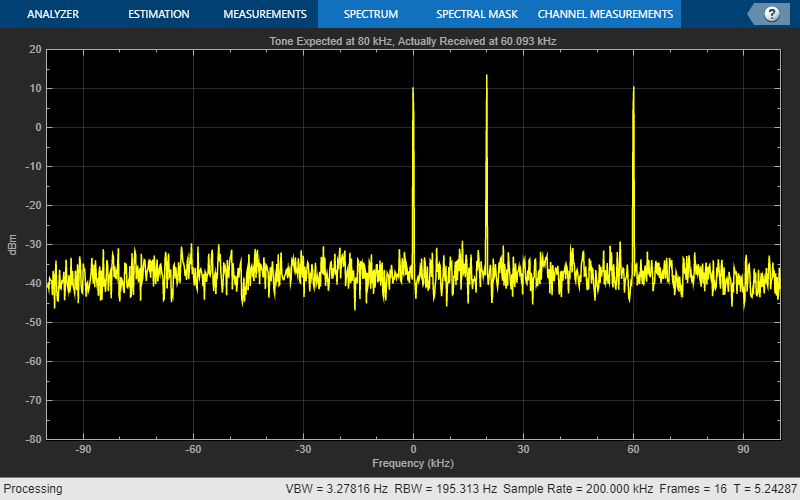 ANALYZER ESTIMATION MEASUREMENTS SPECTRUM SPECTRAL MASK CHANNEL MEASUREMENTS ?
Tone Expected at 80 kHz, Actually Received at 60.093 kHz
20
10
0
-10
-20
-30
-40
-50
-60
-70
-80
dBm
-90 -60 -30 0 30 60 90
Frequency (kHz)
Processing VBW = 3.27816 Hz RBW = 195.313 Hz Sample Rate = 200.000 kHz Frames = 16 T = 5.24287